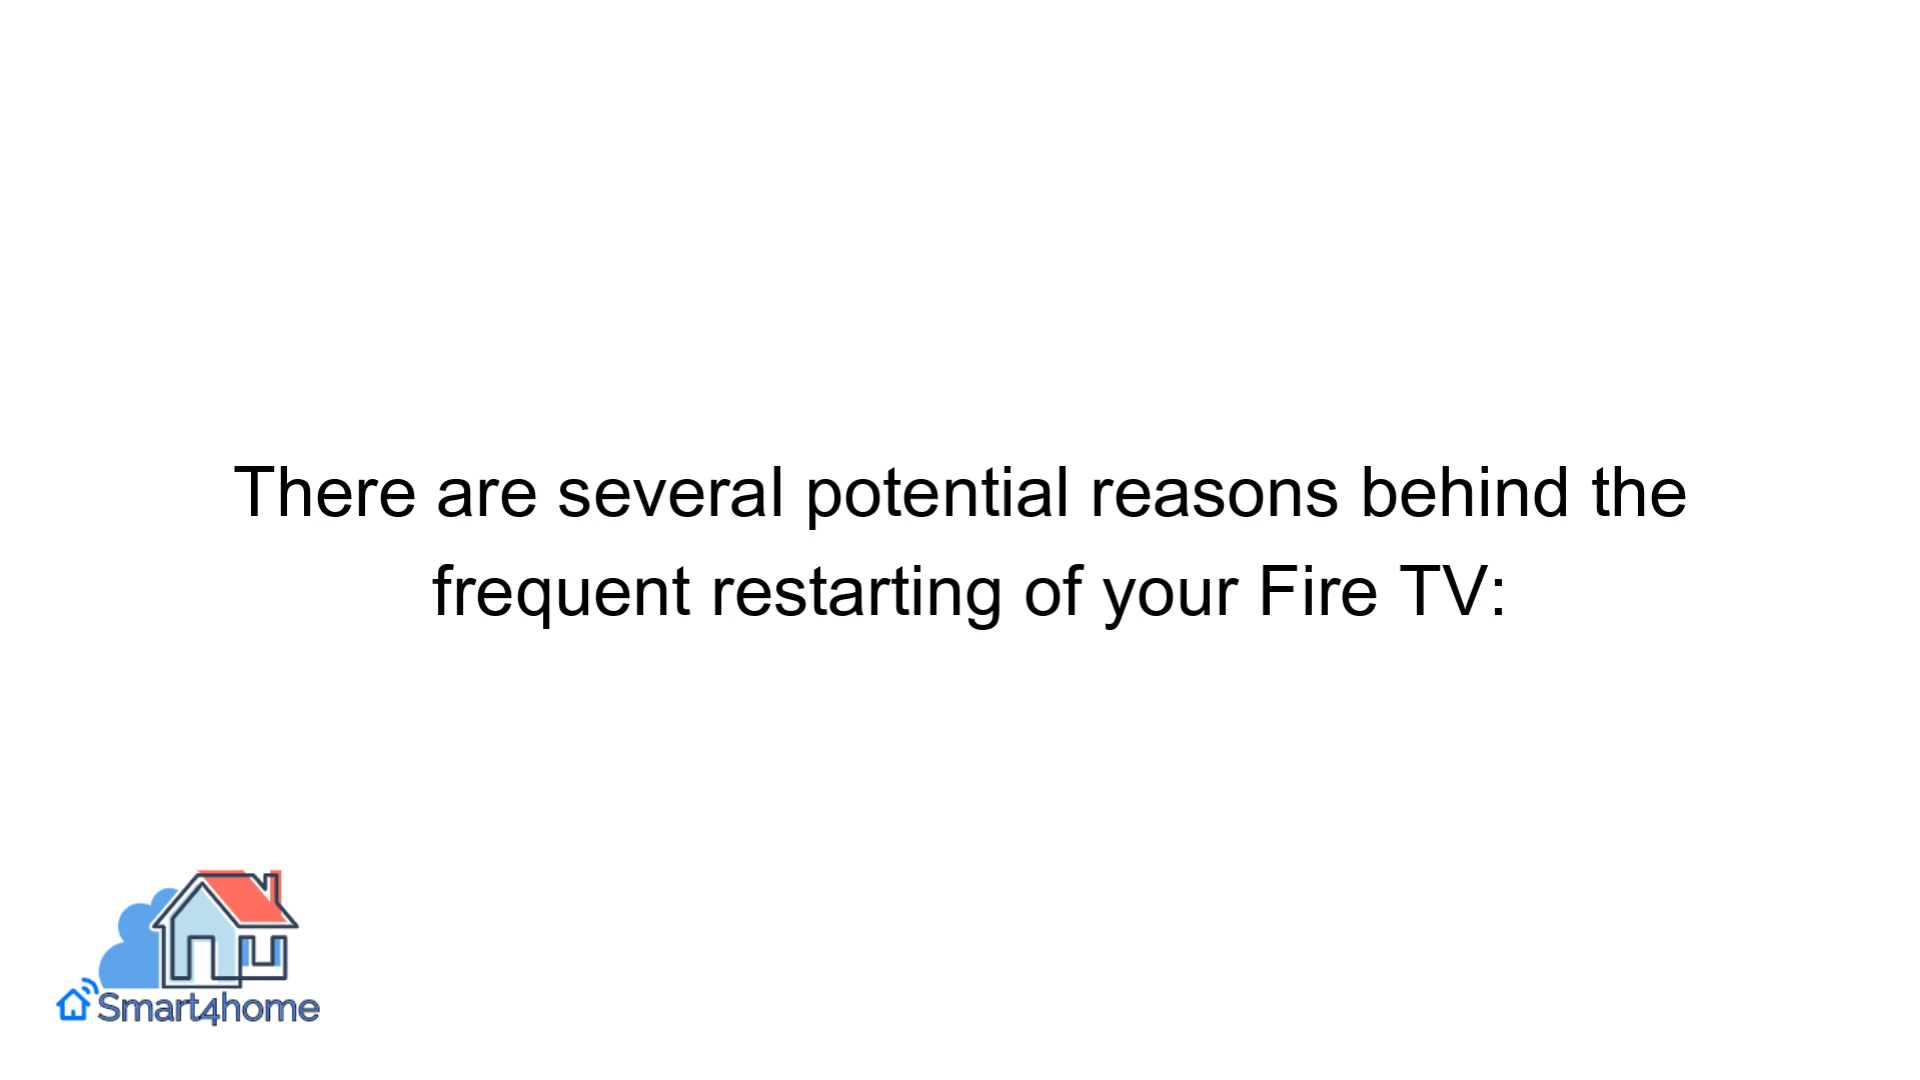 There are several potential reasons behind the
frequent restarting of your Fire TV:
Smart4home